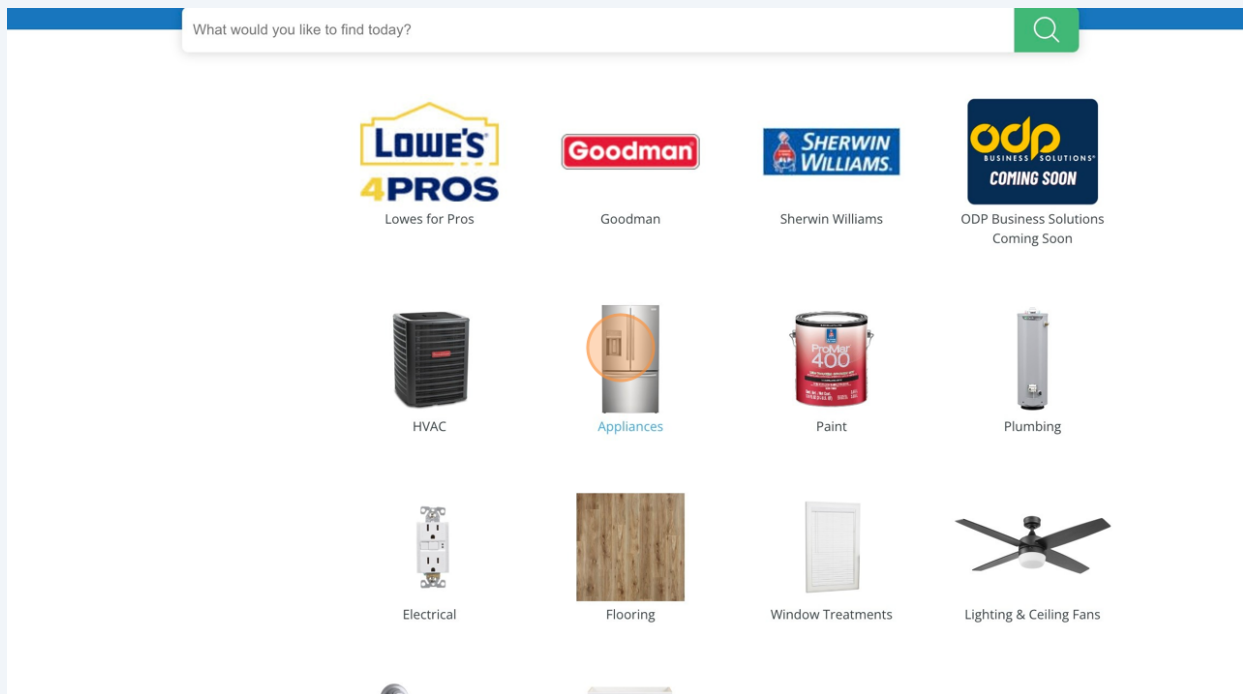 What would you like to find today?
LOWE'S
4PROS
Lowes for Pros
Goodman
Goodman
SHERWIN
WILLIAMS.
Sherwin Williams
odp
BUSINESS SOLUTIONS
COMING SOON
ODP Business Solutions
Coming Soon
HVAC
Appliances
ProMar
400
Paint
Plumbing
Electrical
Flooring
Window Treatments
Lighting & Ceiling Fans